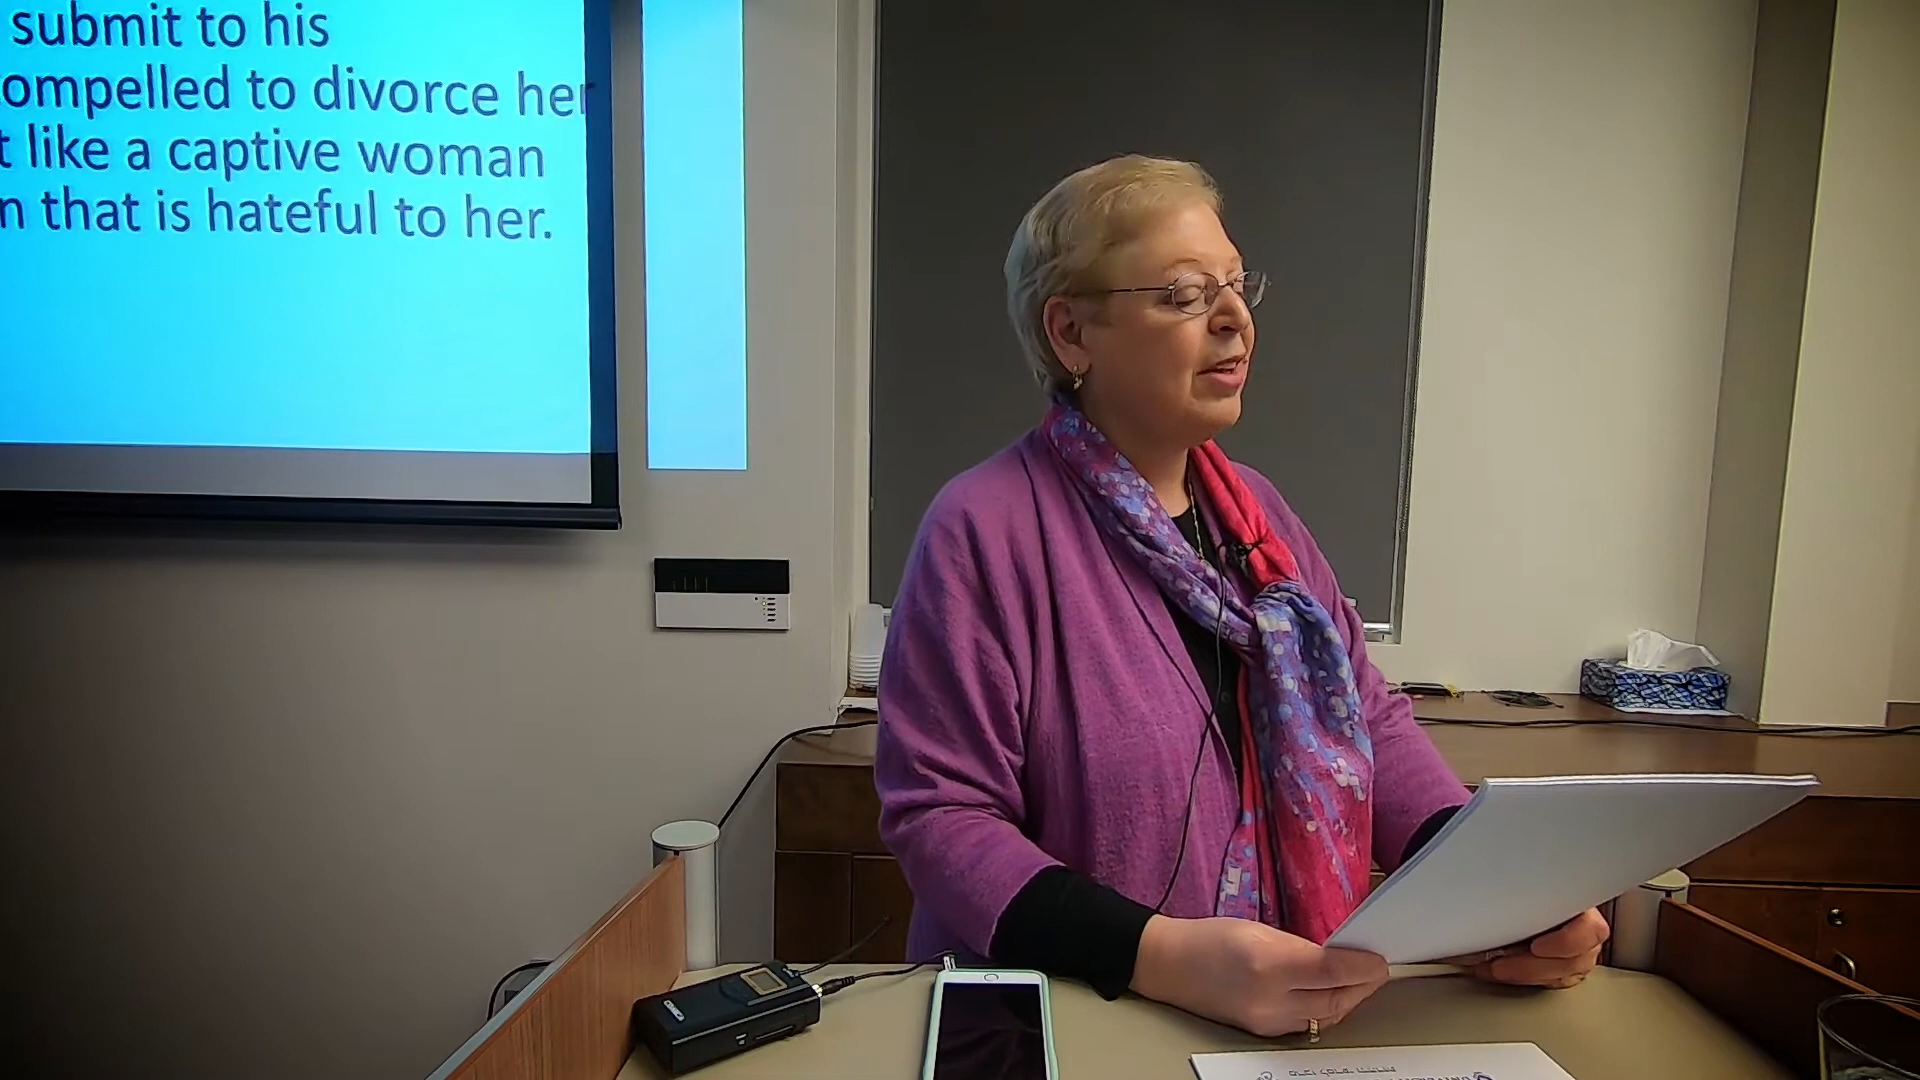 submit to his
ompelled to divorce her
t like a captive woman
n that is hateful to her.